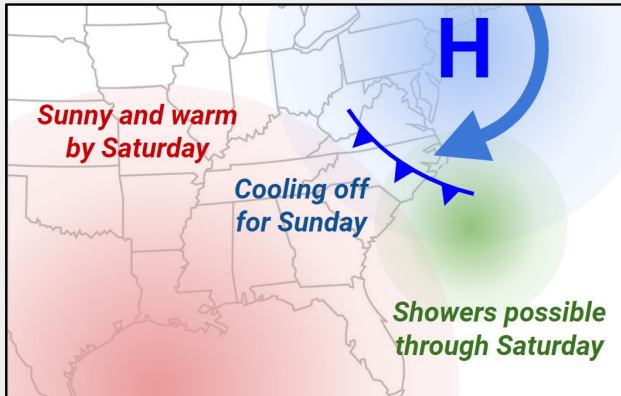 H
Sunny and warm
by Saturday
Cooling off
for Sunday
Showers possible
through Saturday